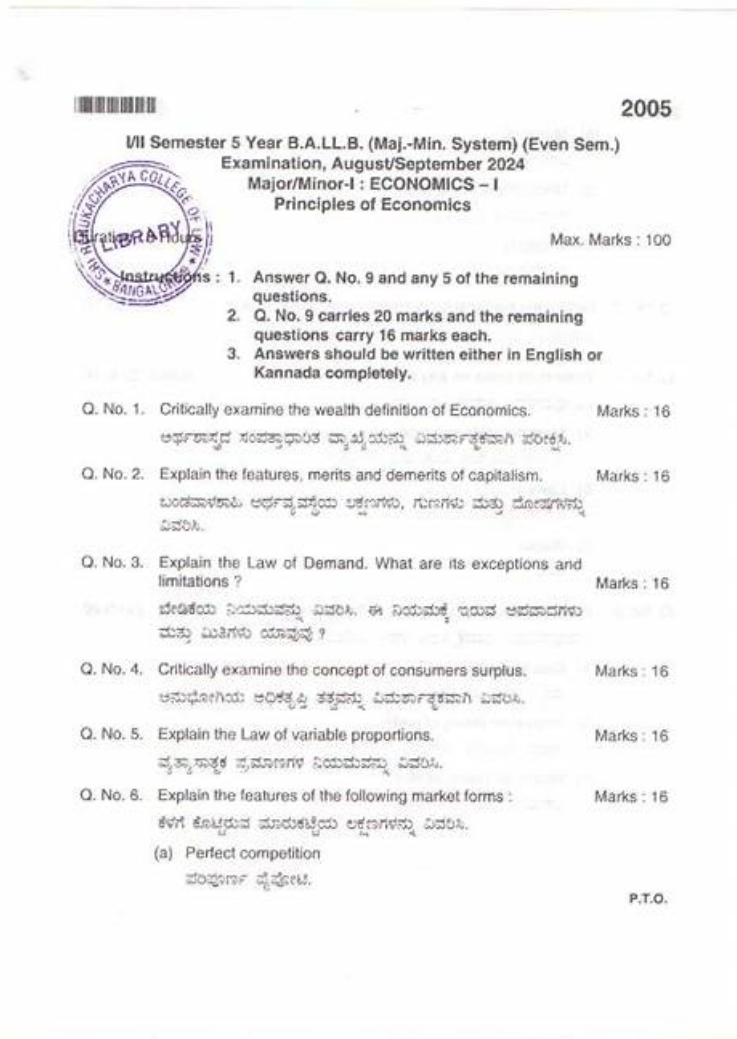 2005
I/II Semester 5 Year B.A.LL.B. (Maj.-Min. System) (Even Sem.)
Examination, August/September 2024
Major/Minor-I : ECONOMICS – I
Principles of Economics
LIBRARY
Max. Marks : 100
Instructions : 1. Answer Q. No. 9 and any 5 of the remaining
questions.
2. Q. No. 9 carries 20 marks and the remaining
questions carry 16 marks each.
3. Answers should be written either in English or
Kannada completely.
Q. No. 1. Critically examine the wealth definition of Economics. Marks : 16
ಅರ್ಥಶಾಸ್ತ್ರದ ಸಂಪತ್ತಾಧಾರಿತ ವ್ಯಾಖ್ಯೆಯನ್ನು ವಿಮರ್ಶಾತ್ಮಕವಾಗಿ ಪರೀಕ್ಷಿಸಿ.
Q. No. 2. Explain the features, merits and demerits of capitalism. Marks : 16
ಬಂಡವಾಳಶಾಹಿ ಅರ್ಥವ್ಯವಸ್ಥೆಯ ಲಕ್ಷಣಗಳು, ಗುಣಗಳು ಮತ್ತು ದೋಷಗಳನ್ನು
ವಿವರಿಸಿ.
Q. No. 3. Explain the Law of Demand. What are its exceptions and
limitations ? Marks : 16
ಬೇಡಿಕೆಯ ನಿಯಮವನ್ನು ವಿವರಿಸಿ. ಈ ನಿಯಮಕ್ಕೆ ಇರುವ ಅಪವಾದಗಳು
ಮತ್ತು ಮಿತಿಗಳು ಯಾವುವು ?
Q. No. 4. Critically examine the concept of consumers surplus. Marks : 16
ಅನುಭೋಗಿಯ ಅಧಿಕತೃಪ್ತಿ ತತ್ವವನ್ನು ವಿಮರ್ಶಾತ್ಮಕವಾಗಿ ವಿವರಿಸಿ.
Q. No. 5. Explain the Law of variable proportions. Marks : 16
ವ್ಯತ್ಯಾಸಾತ್ಮಕ ಪ್ರಮಾಣಗಳ ನಿಯಮವನ್ನು ವಿವರಿಸಿ.
Q. No. 6. Explain the features of the following market forms : Marks : 16
ಕೆಳಗೆ ಕೊಟ್ಟಿರುವ ಮಾರುಕಟ್ಟೆಯ ಲಕ್ಷಣಗಳನ್ನು ವಿವರಿಸಿ.
(a) Perfect competition
ಪರಿಪೂರ್ಣ ಪೈಪೋಟಿ.
P.T.O.